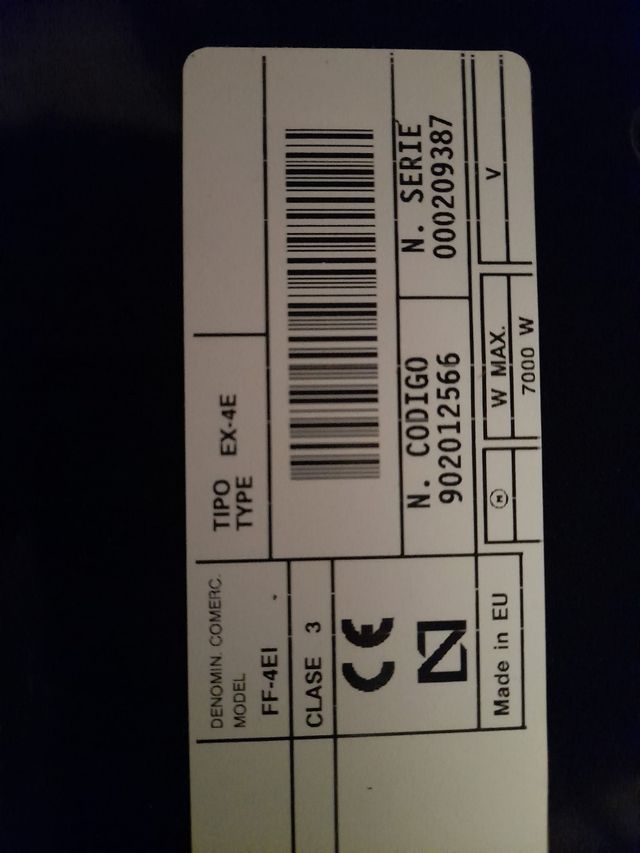 DENOMIN. COMERC.
MODEL
FF-4EI
TIPO EX-4E
TYPE
CLASE 3
CE
N
N. CODIGO
902012566
N. SERIE
000209387
Made in EU
W MAX.
7000 W
V